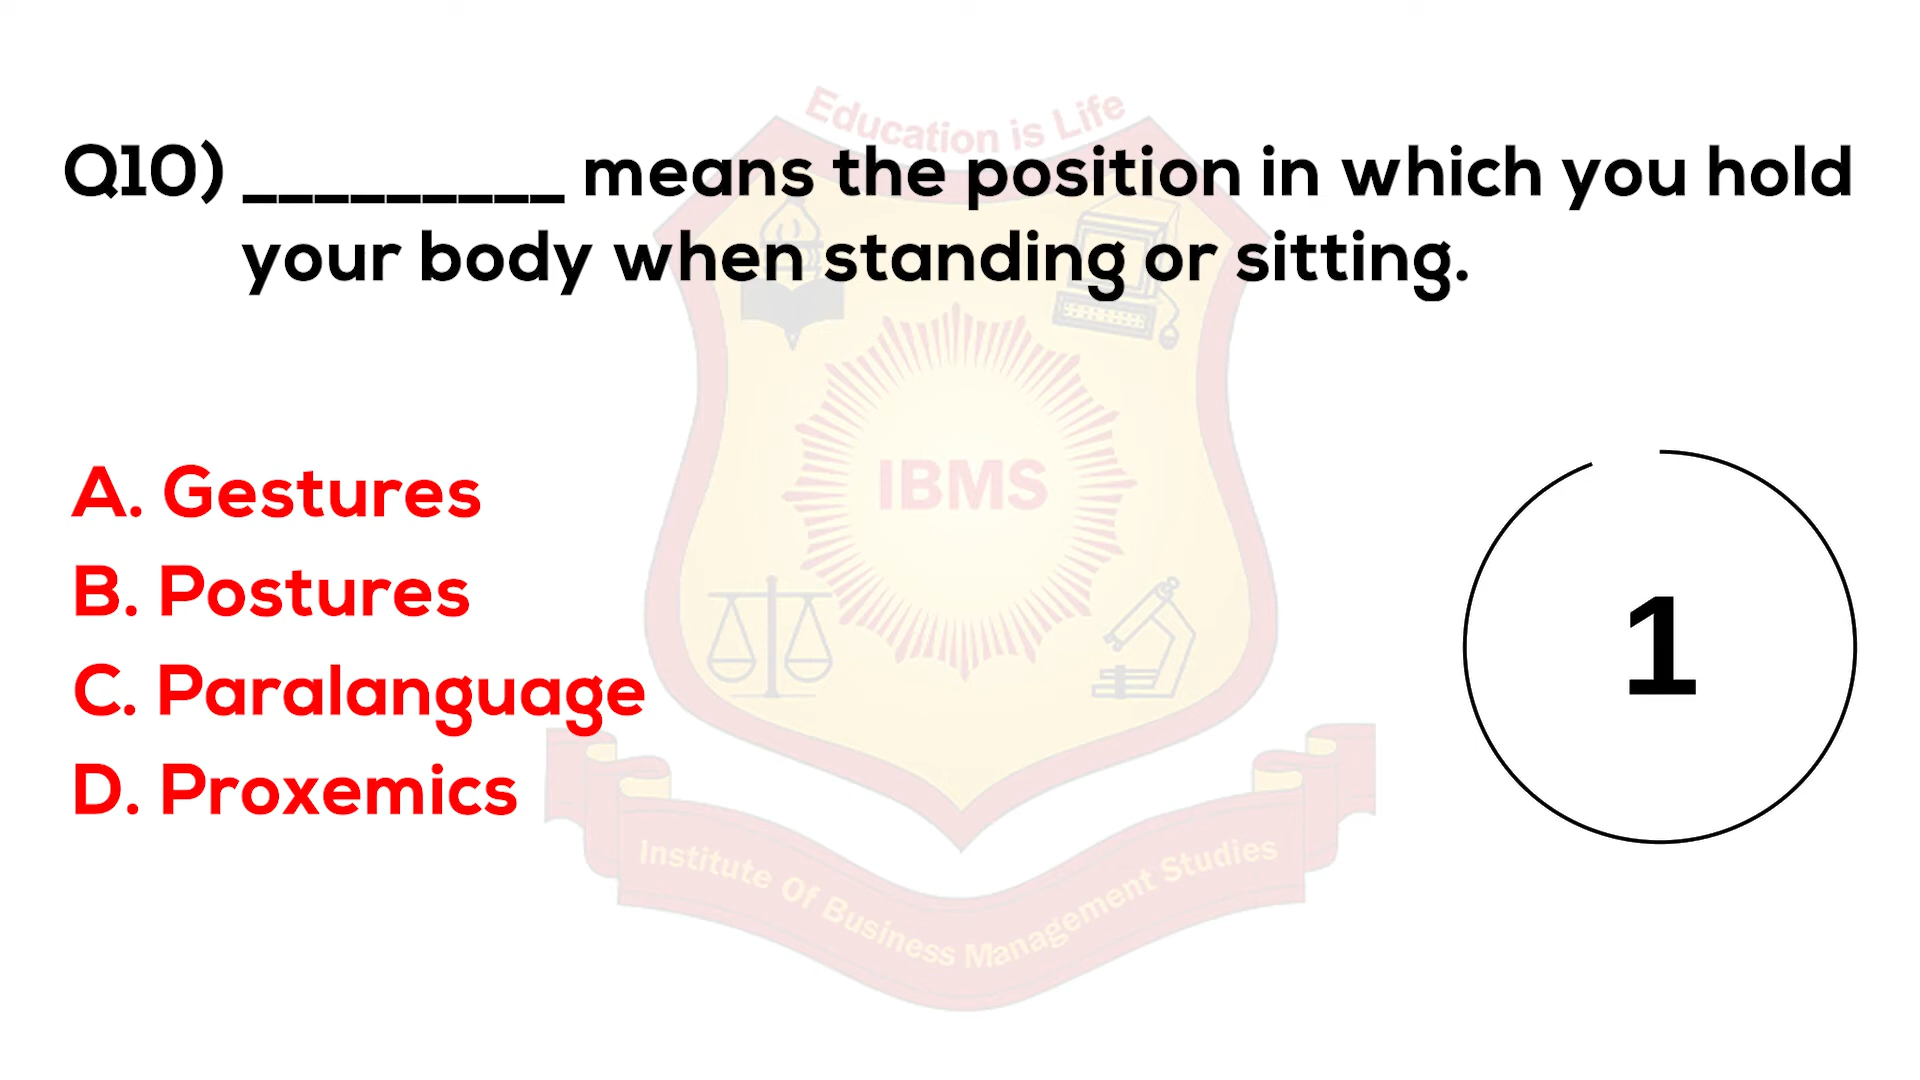 Education is Life
Q10) _________ means the position in which you hold
your body when standing or sitting.
IBMS
A. Gestures
B. Postures
C. Paralanguage
D. Proxemics
1
Institute Of Business Management Studies